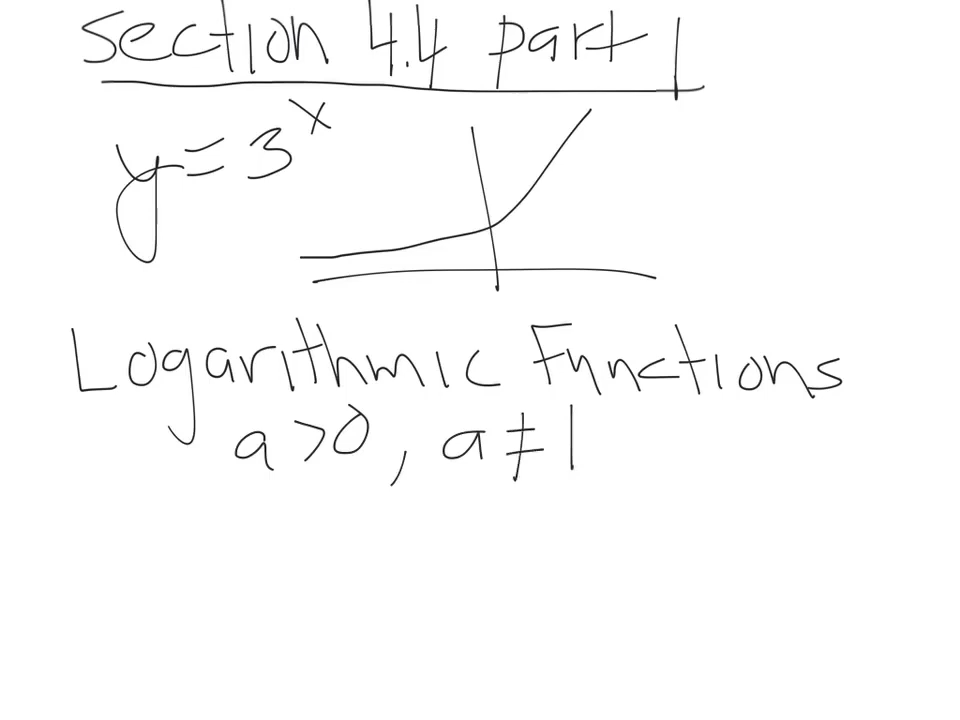 Section 4.4 part 1
y = 3^x
Logarithmic Functions
a > 0, a ≠ 1